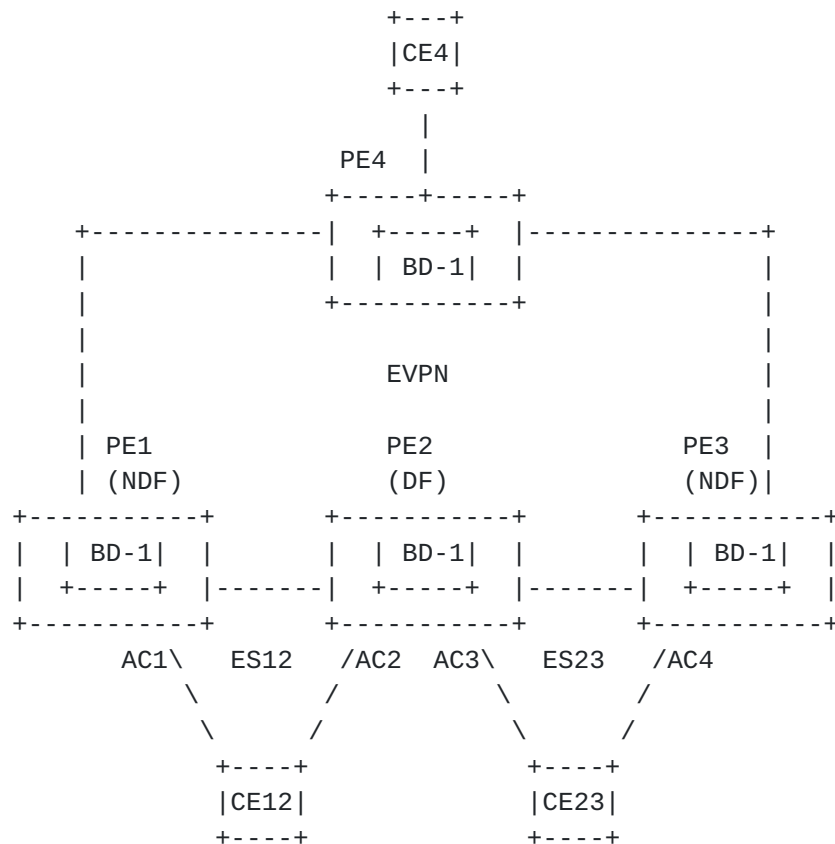 CE4
PE4
BD-1
EVPN
PE1 PE2 PE3
(NDF) (DF) (NDF)
BD-1 BD-1 BD-1
AC1 ES12 AC2 AC3 ES23 AC4
CE12 CE23